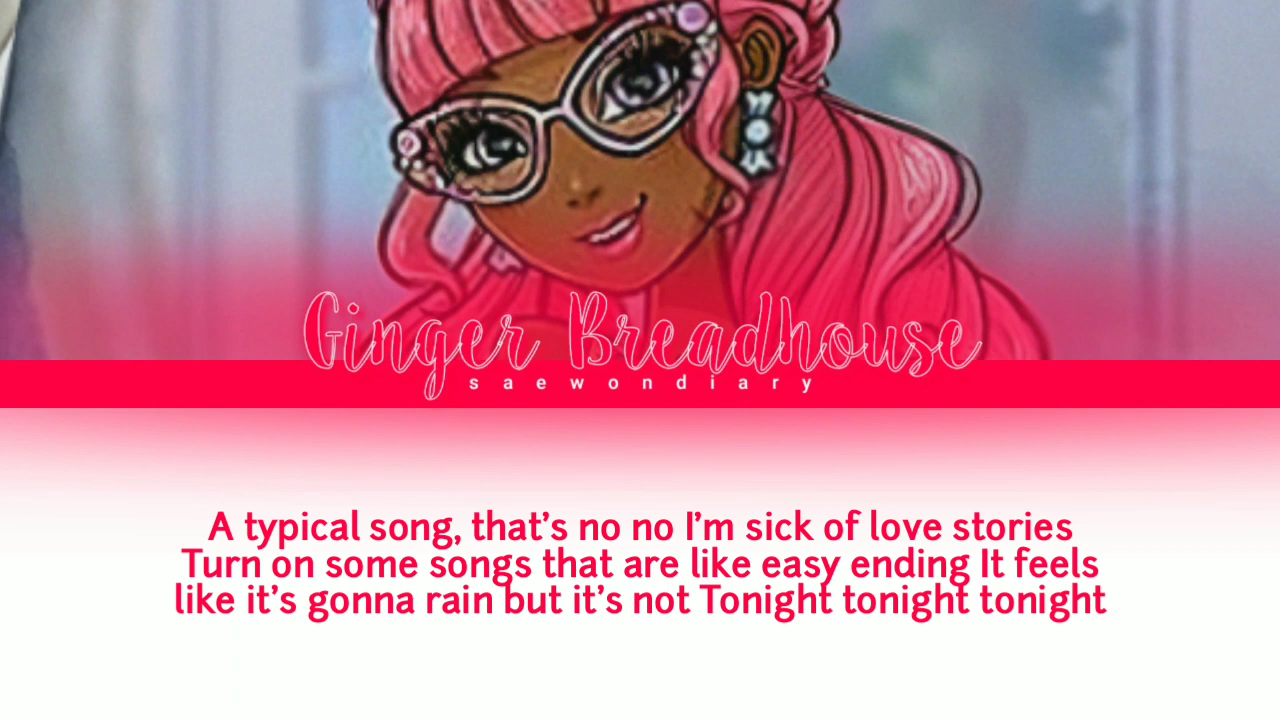 Ginger Breadhouse
saewondiary
A typical song, that's no no I'm sick of love stories
Turn on some songs that are like easy ending It feels
like it's gonna rain but it's not Tonight tonight tonight